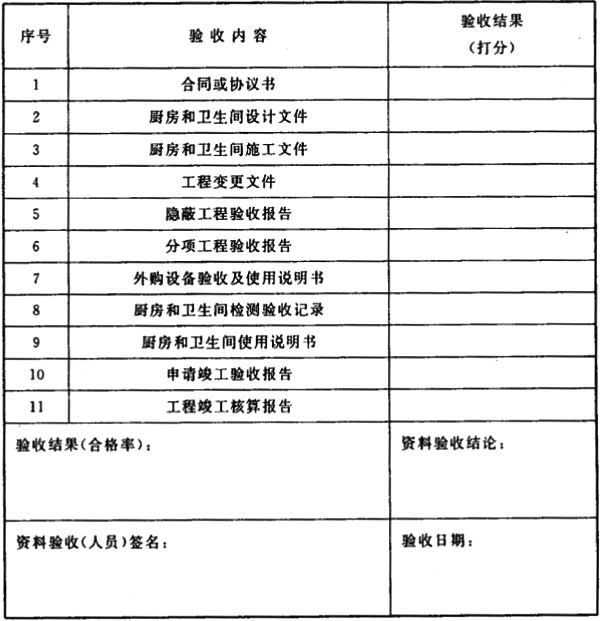 序号 验收内容 验收结果
（打分）
1 合同或协议书
2 厨房和卫生间设计文件
3 厨房和卫生间施工文件
4 工程变更文件
5 隐蔽工程验收报告
6 分项工程验收报告
7 外购设备验收及使用说明书
8 厨房和卫生间检测验收记录
9 厨房和卫生间使用说明书
10 申请竣工验收报告
11 工程竣工核算报告
验收结果(合格率)： 资料验收结论：
资料验收(人员)签名： 验收日期：